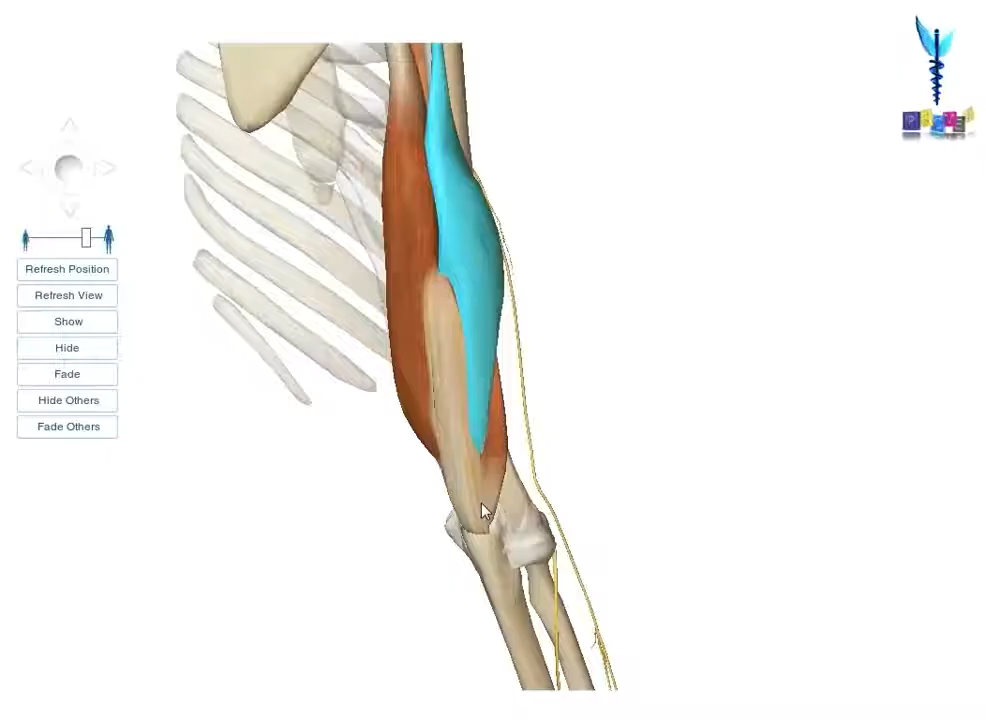 Refresh Position
Refresh View
Show
Hide
Fade
Hide Others
Fade Others